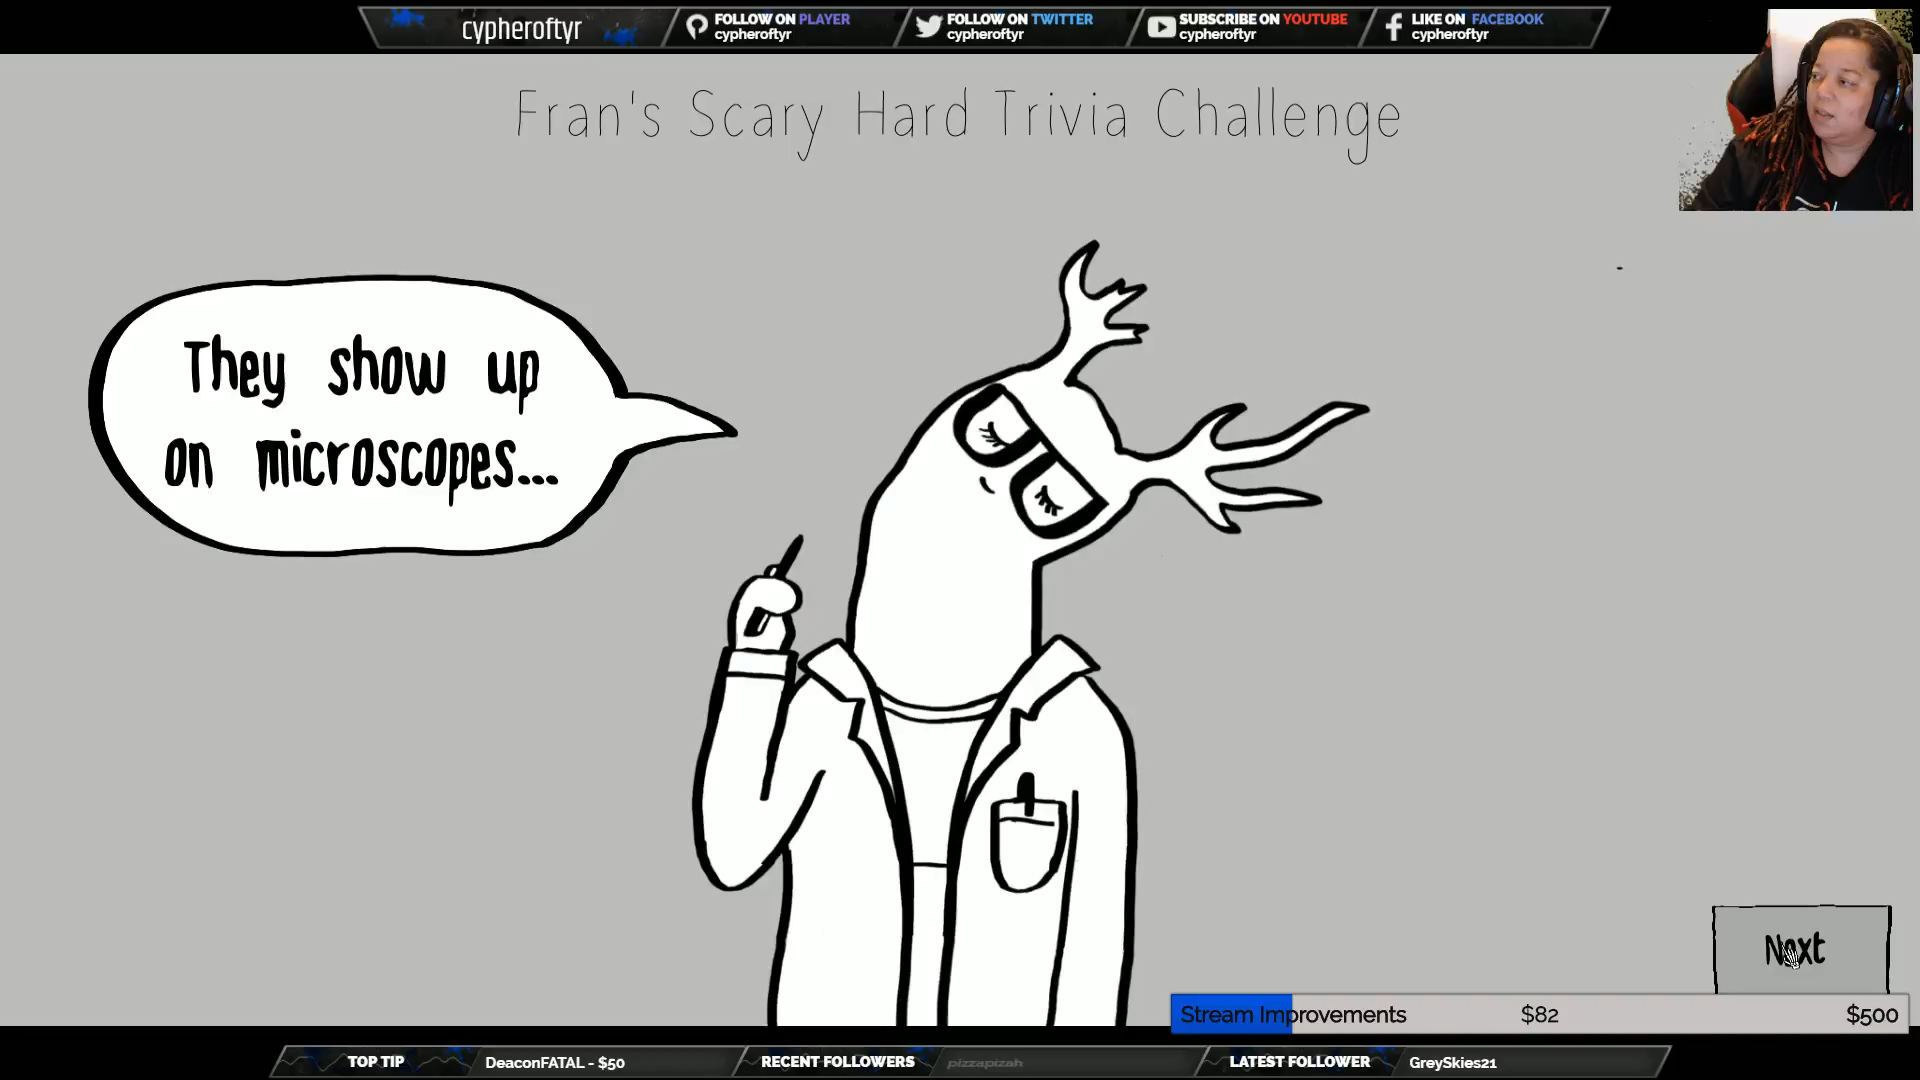 cypheroftyr
FOLLOW ON PLAYER
cypheroftyr
FOLLOW ON TWITTER
cypheroftyr
SUBSCRIBE ON YOUTUBE
cypheroftyr
LIKE ON FACEBOOK
cypheroftyr
Fran's Scary Hard Trivia Challenge
They show up
on microscopes...
Next
Stream Improvements $82 $500
TOP TIP DeaconFATAL - $50 RECENT FOLLOWERS pizzapizah LATEST FOLLOWER GreySkies21